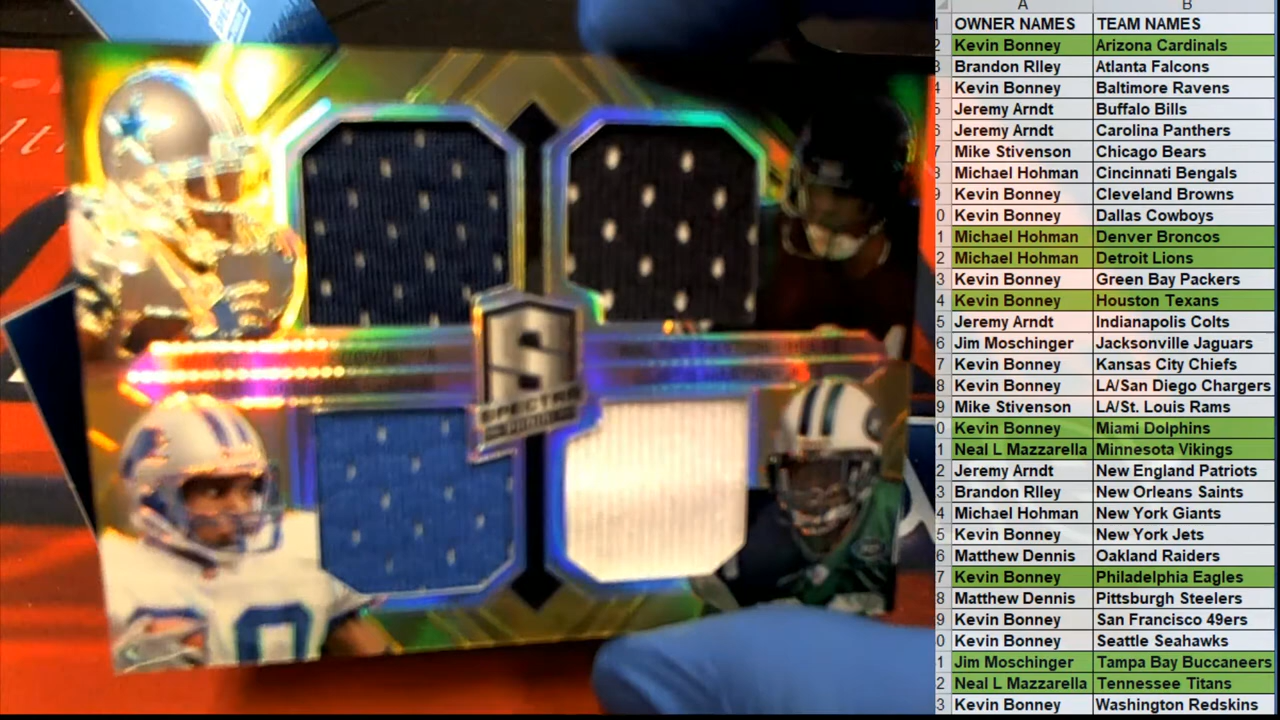 SPECTRA
A B
OWNER NAMES TEAM NAMES
Kevin Bonney Arizona Cardinals
Brandon RIley Atlanta Falcons
Kevin Bonney Baltimore Ravens
Jeremy Arndt Buffalo Bills
Jeremy Arndt Carolina Panthers
Mike Stivenson Chicago Bears
Michael Hohman Cincinnati Bengals
Kevin Bonney Cleveland Browns
Kevin Bonney Dallas Cowboys
Michael Hohman Denver Broncos
Michael Hohman Detroit Lions
Kevin Bonney Green Bay Packers
Kevin Bonney Houston Texans
Jeremy Arndt Indianapolis Colts
Jim Moschinger Jacksonville Jaguars
Kevin Bonney Kansas City Chiefs
Kevin Bonney LA/San Diego Chargers
Mike Stivenson LA/St. Louis Rams
Kevin Bonney Miami Dolphins
Neal L Mazzarella Minnesota Vikings
Jeremy Arndt New England Patriots
Brandon RIley New Orleans Saints
Michael Hohman New York Giants
Kevin Bonney New York Jets
Matthew Dennis Oakland Raiders
Kevin Bonney Philadelphia Eagles
Matthew Dennis Pittsburgh Steelers
Kevin Bonney San Francisco 49ers
Kevin Bonney Seattle Seahawks
Jim Moschinger Tampa Bay Buccaneers
Neal L Mazzarella Tennessee Titans
Kevin Bonney Washington Redskins